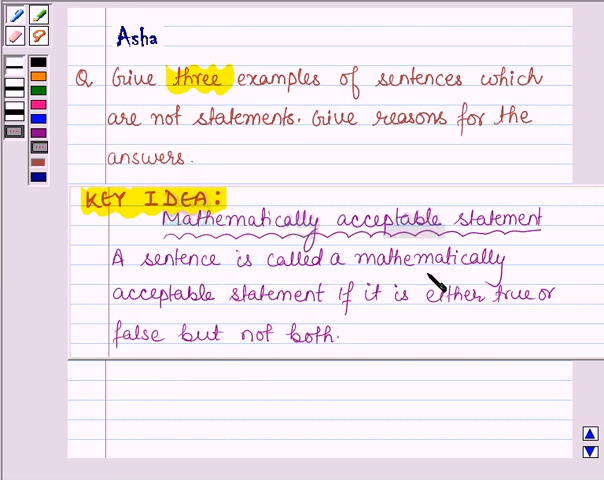 Asha
Q Give three examples of sentences which
are not statements. Give reasons for the
answers.
KEY IDEA:
Mathematically acceptable statement
A sentence is called a mathematically
acceptable statement if it is either true or
false but not both.